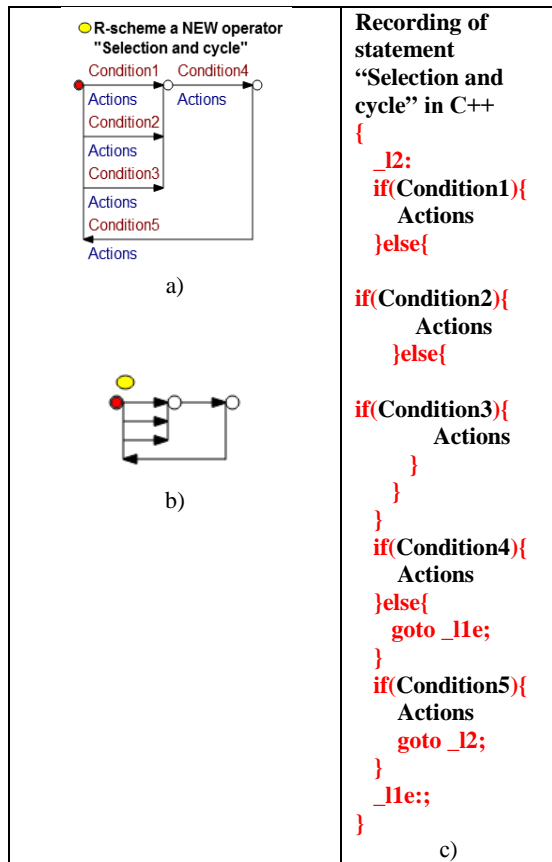 R-scheme a NEW operator
"Selection and cycle"
Condition1 Condition4
Actions Actions
Condition2
Actions
Condition3
Actions
Condition5
Actions
a)
b)
Recording of
statement
“Selection and
cycle” in C++
{
_l2:
if(Condition1){
Actions
}else{
if(Condition2){
Actions
}else{
if(Condition3){
Actions
}
}
}
if(Condition4){
Actions
}else{
goto _l1e;
}
if(Condition5){
Actions
goto _l2;
}
_l1e:;
}
c)